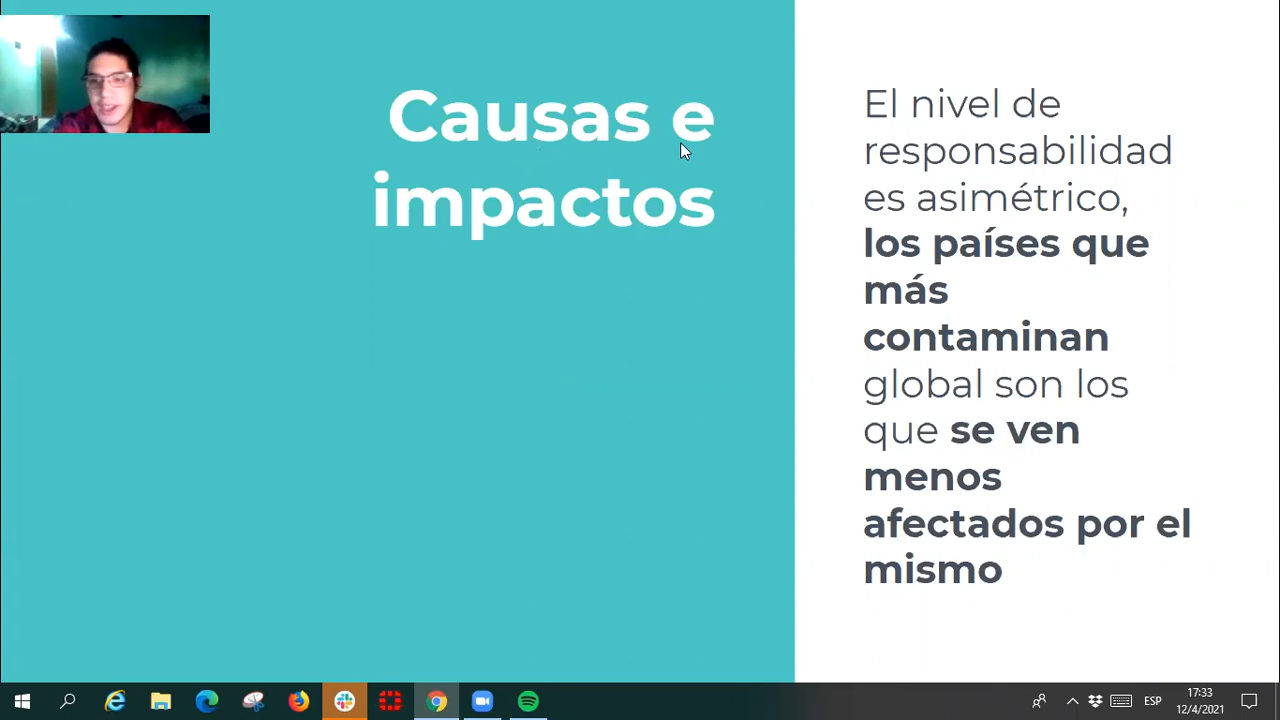 Causas e
impactos
El nivel de
responsabilidad
es asimétrico,
los países que
más
contaminan
global son los
que se ven
menos
afectados por el
mismo
ESP
17:33
12/4/2021